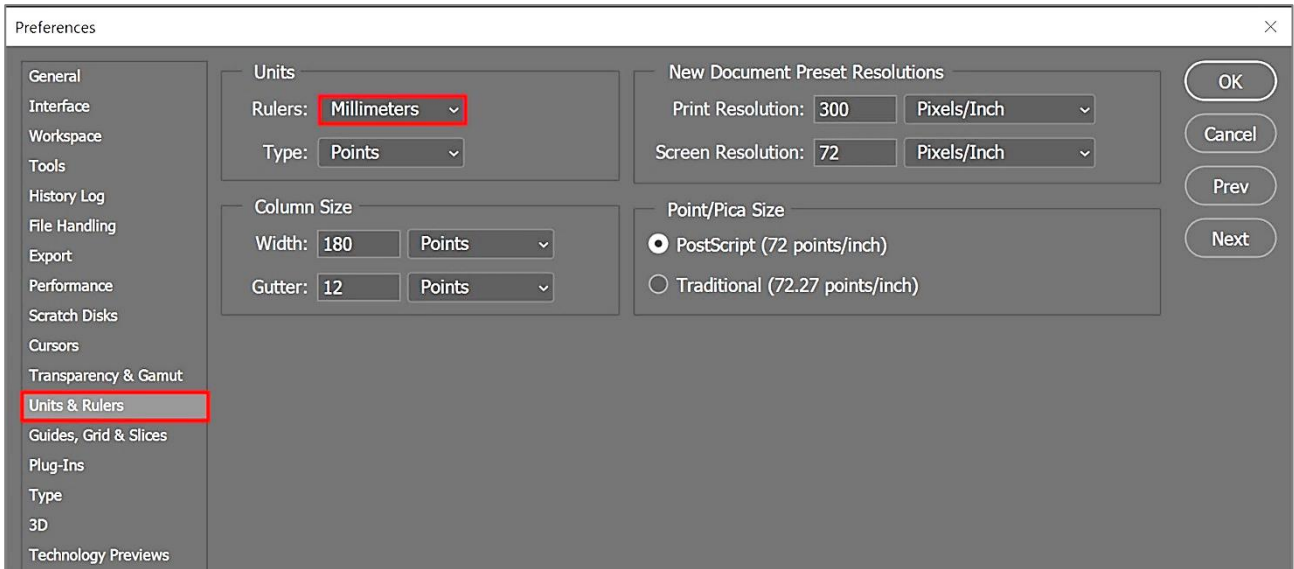 Preferences
General
Interface
Workspace
Tools
History Log
File Handling
Export
Performance
Scratch Disks
Cursors
Transparency & Gamut
Units & Rulers
Guides, Grid & Slices
Plug-Ins
Type
3D
Technology Previews
Units
Rulers: Millimeters
Type: Points
Column Size
Width: 180 Points
Gutter: 12 Points
New Document Preset Resolutions
Print Resolution: 300 Pixels/Inch
Screen Resolution: 72 Pixels/Inch
Point/Pica Size
PostScript (72 points/inch)
Traditional (72.27 points/inch)
OK
Cancel
Prev
Next